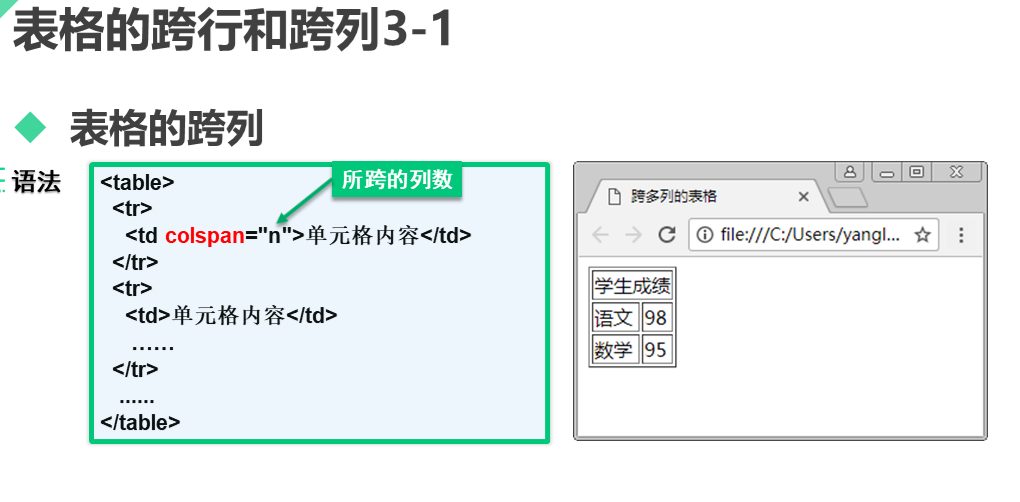 表格的跨行和跨列3-1
表格的跨列
语法
所跨的列数
<table>
<tr>
<td colspan="n">单元格内容</td>
</tr>
<tr>
<td>单元格内容</td>
……
</tr>
......
</table>
跨多列的表格
file:///C:/Users/yangl...
学生成绩
语文 98
数学 95